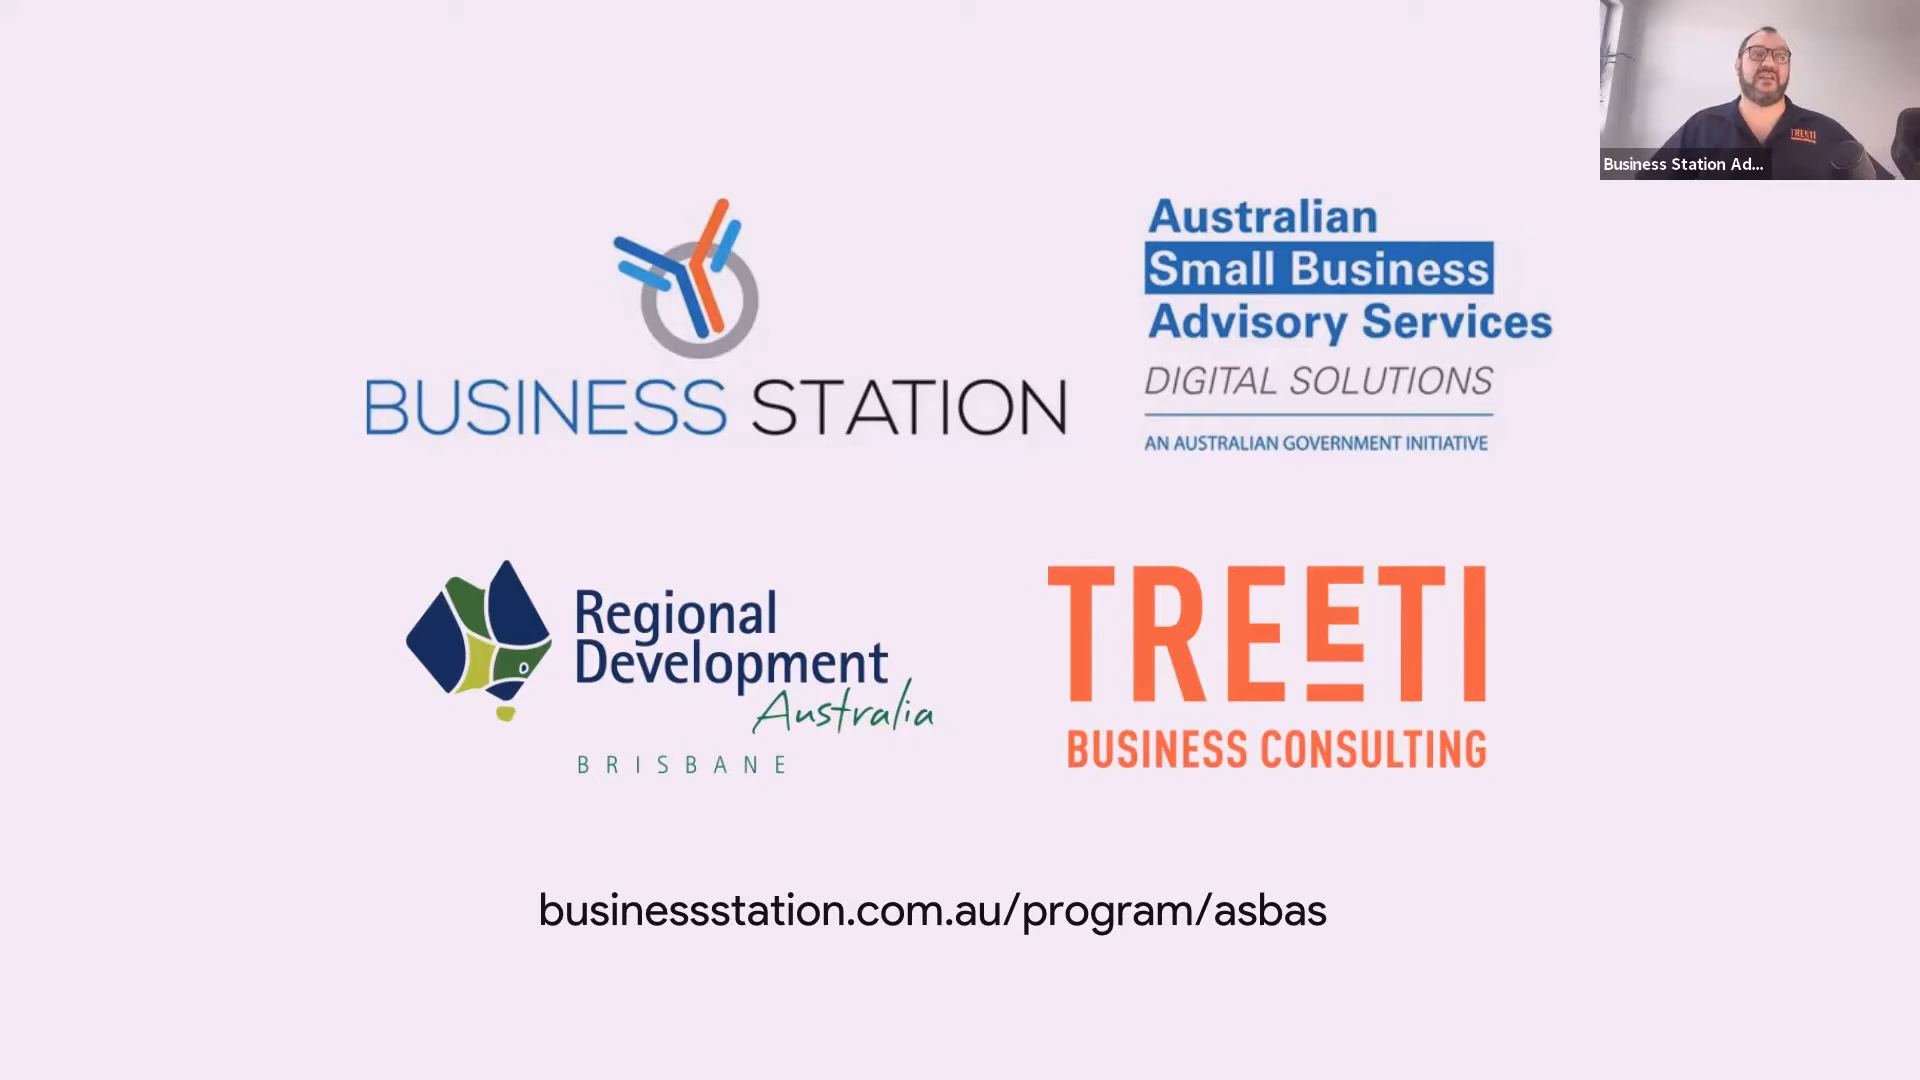 TREETI
Business Station Ad...
BUSINESS STATION
Australian
Small Business
Advisory Services
DIGITAL SOLUTIONS
AN AUSTRALIAN GOVERNMENT INITIATIVE
Regional
Development
Australia
BRISBANE
TREETI
BUSINESS CONSULTING
businessstation.com.au/program/asbas